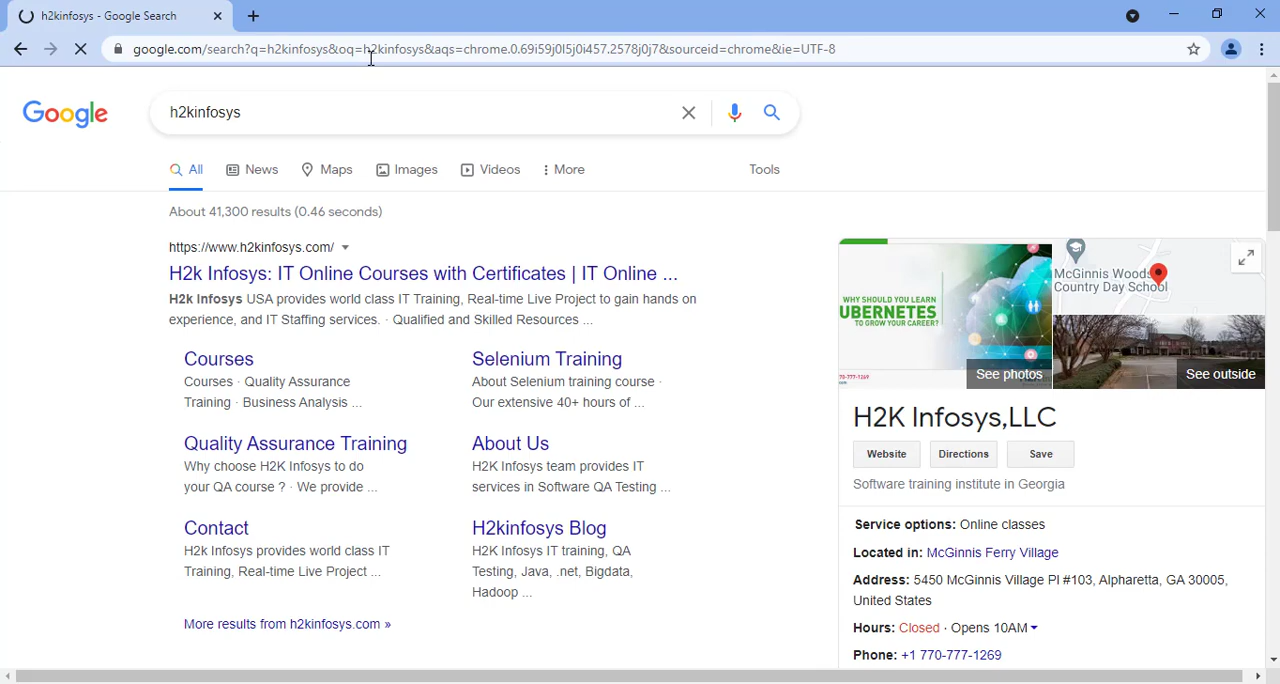 h2kinfosys - Google Search
google.com/search?q=h2kinfosys&oq=h2kinfosys&aqs=chrome.0.69i59j0l5j0i457.2578j0j7&sourceid=chrome&ie=UTF-8
Google
h2kinfosys
All News Maps Images Videos More Tools
About 41,300 results (0.46 seconds)
https://www.h2kinfosys.com/
H2k Infosys: IT Online Courses with Certificates | IT Online ...
H2k Infosys USA provides world class IT Training, Real-time Live Project to gain hands on
experience, and IT Staffing services. · Qualified and Skilled Resources ...
Courses
Courses · Quality Assurance
Training · Business Analysis ...
Selenium Training
About Selenium training course ·
Our extensive 40+ hours of ...
Quality Assurance Training
Why choose H2K Infosys to do
your QA course ? · We provide ...
About Us
H2K Infosys team provides IT
services in Software QA Testing ...
Contact
H2k Infosys provides world class IT
Training, Real-time Live Project ...
H2kinfosys Blog
H2K Infosys IT training, QA
Testing, Java, .net, Bigdata,
Hadoop ...
More results from h2kinfosys.com »
WHY SHOULD YOU LEARN
UBERNETES
TO GROW YOUR CAREER?
70-777-1269
See photos
McGinnis Woods
Country Day School
See outside
H2K Infosys,LLC
Website Directions Save
Software training institute in Georgia
Service options: Online classes
Located in: McGinnis Ferry Village
Address: 5450 McGinnis Village Pl #103, Alpharetta, GA 30005,
United States
Hours: Closed · Opens 10AM
Phone: +1 770-777-1269